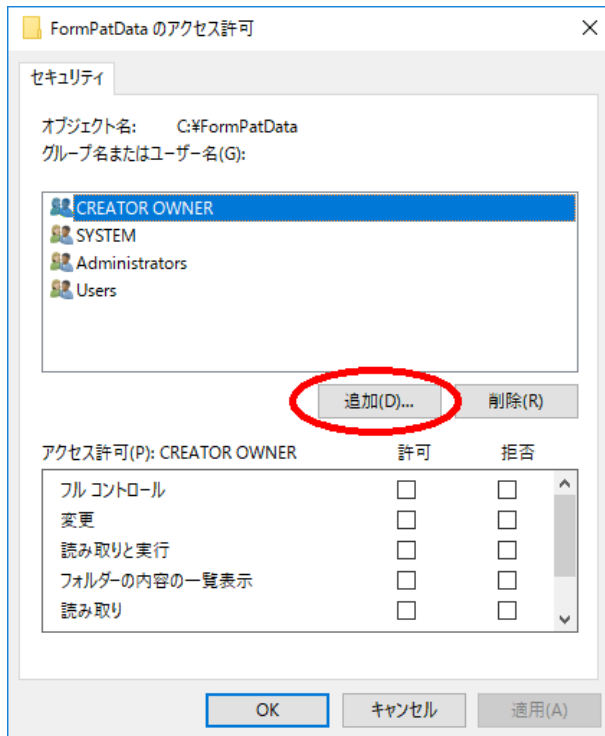 FormPatData のアクセス許可
セキュリティ
オブジェクト名: C:¥FormPatData
グループ名またはユーザー名(G):
CREATOR OWNER
SYSTEM
Administrators
Users
追加(D)... 削除(R)
アクセス許可(P): CREATOR OWNER 許可 拒否
フル コントロール
変更
読み取りと実行
フォルダーの内容の一覧表示
読み取り
OK キャンセル 適用(A)